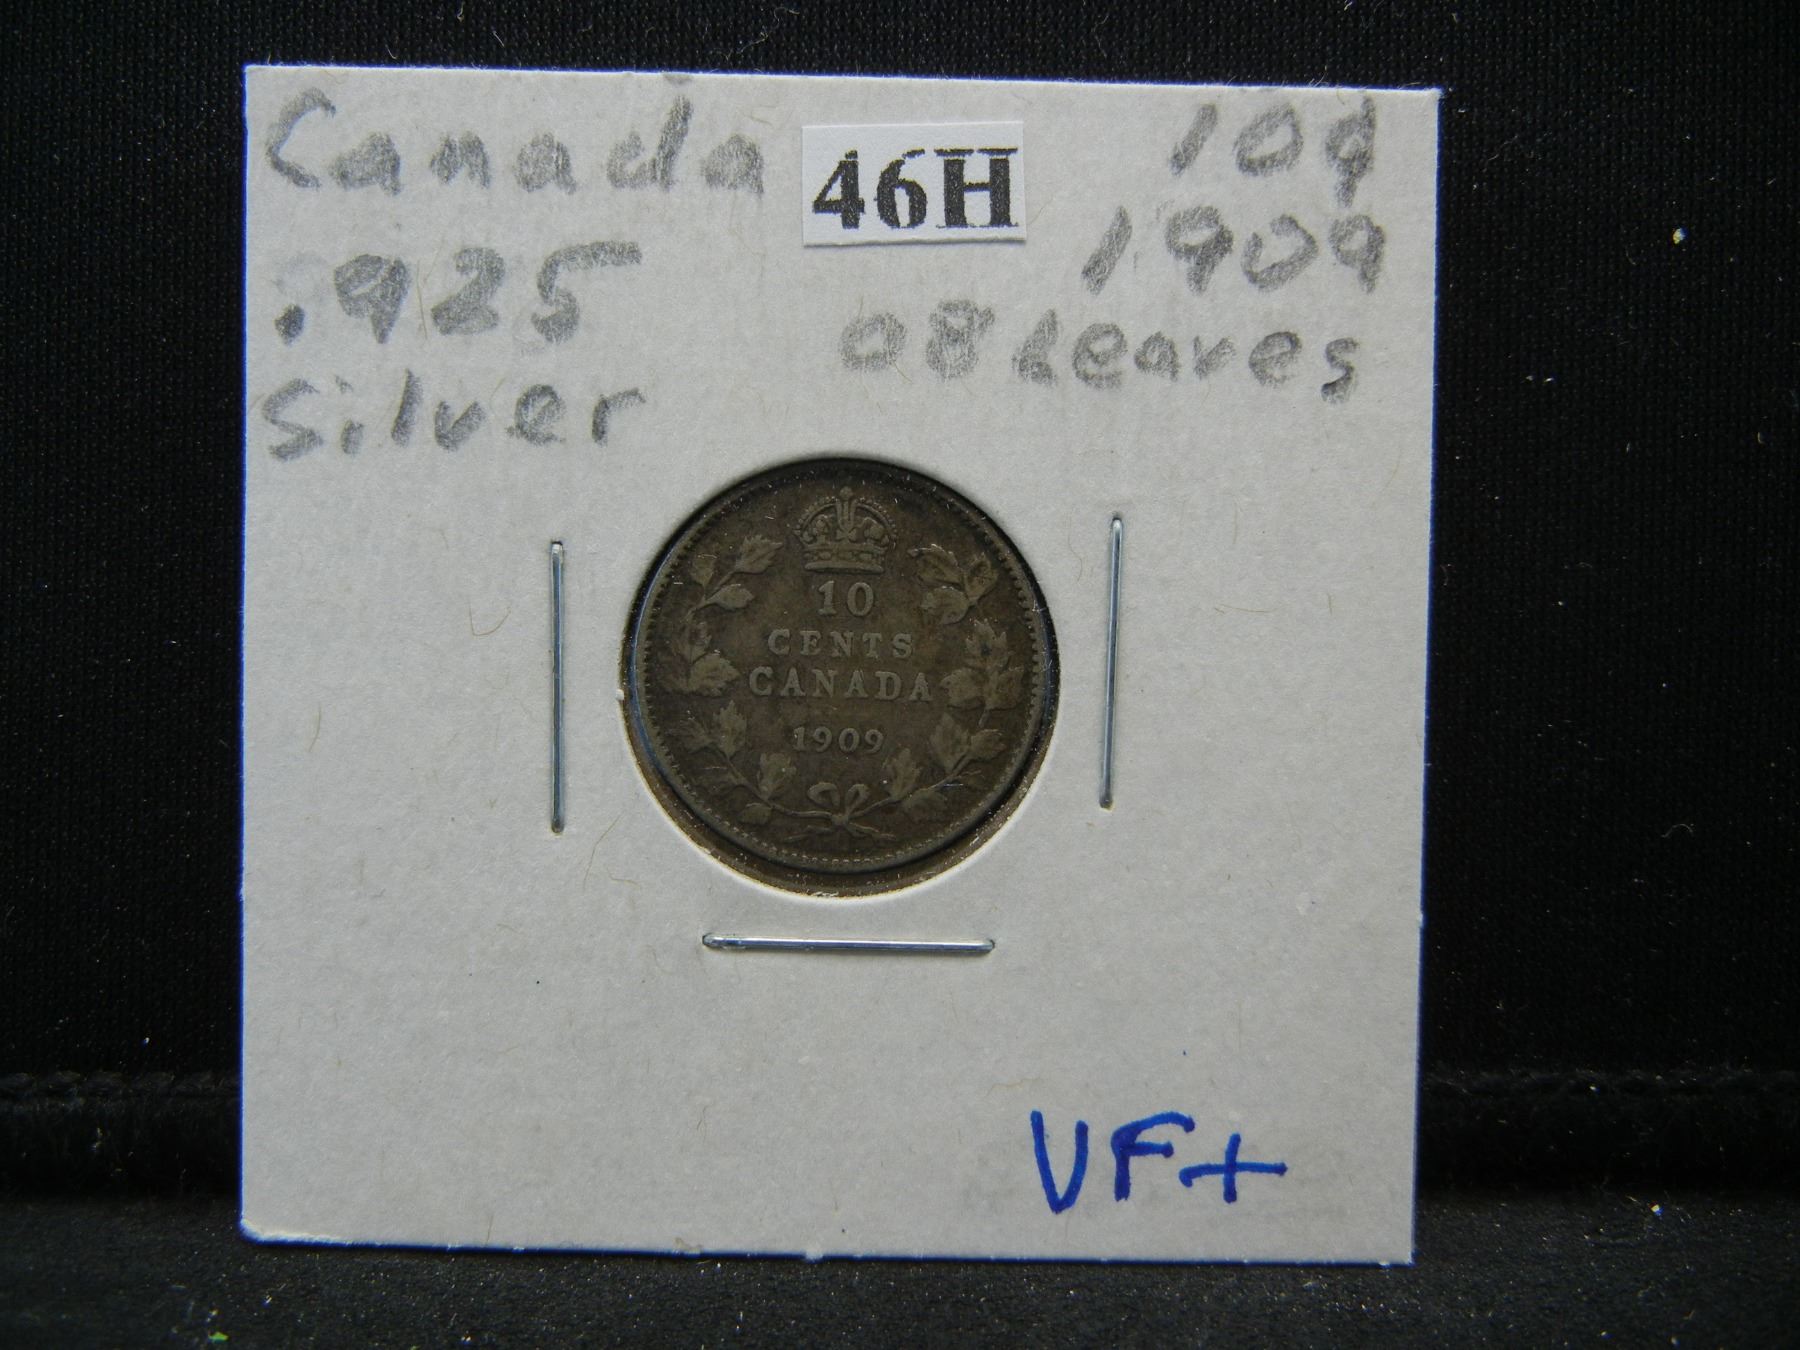 Canada
.925
Silver
46H
10¢
1909
08 Leaves
10
CENTS
CANADA
1909
VF+